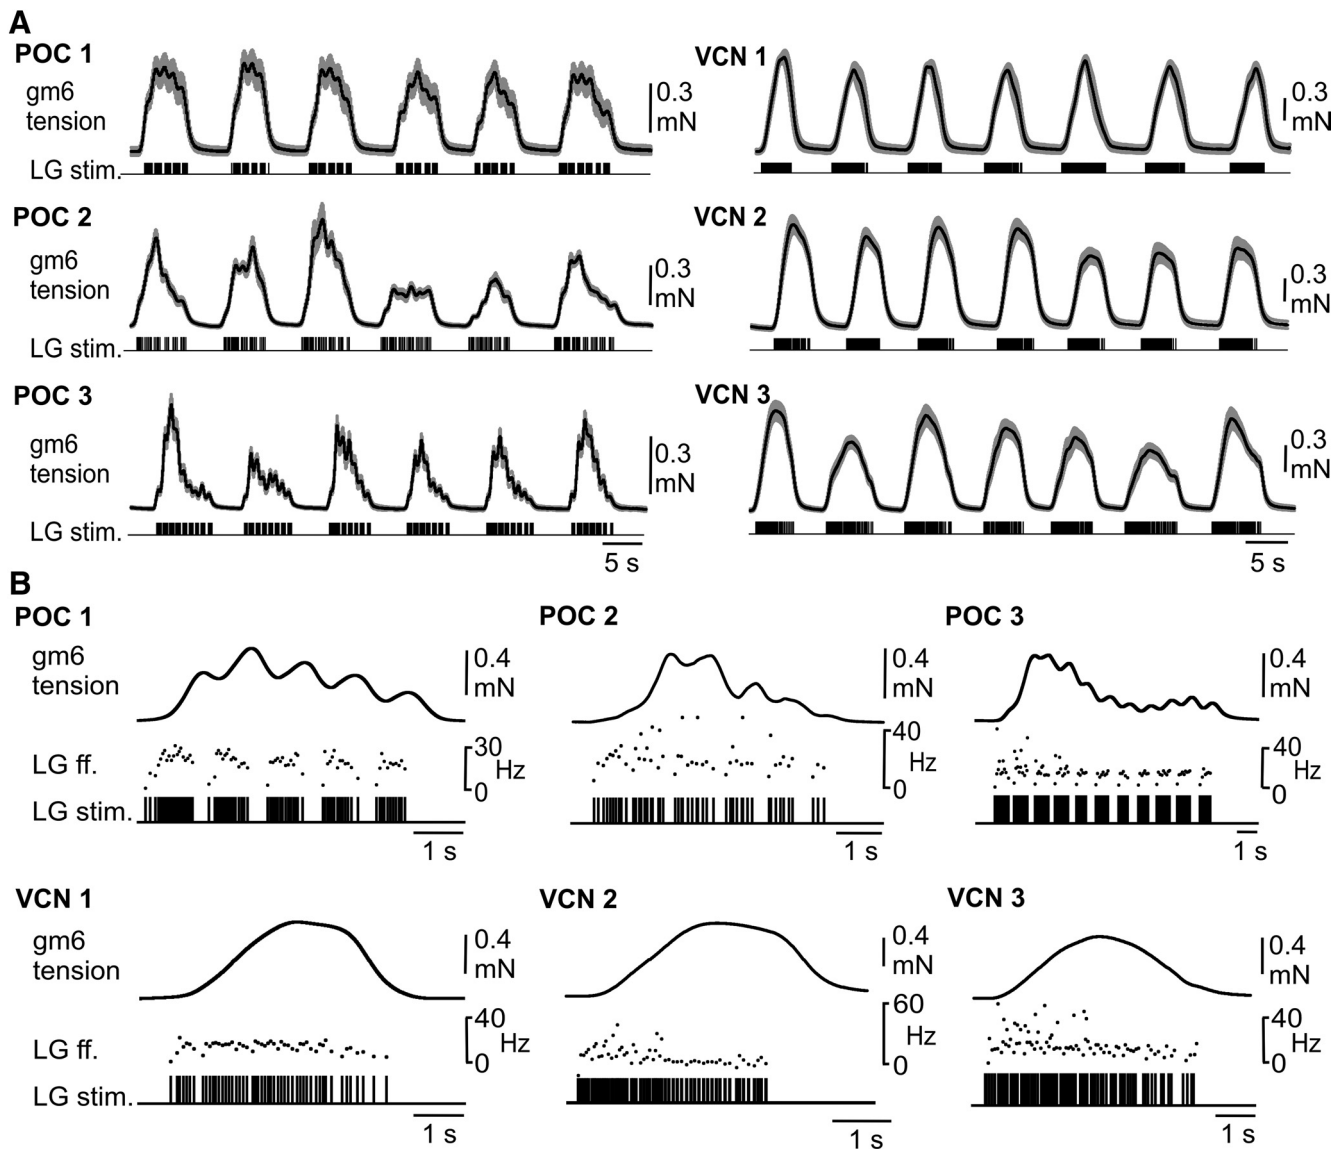 A
POC 1
gm6
tension
0.3
mN
LG stim.
VCN 1
0.3
mN
POC 2
gm6
tension
0.3
mN
LG stim.
VCN 2
0.3
mN
POC 3
gm6
tension
0.3
mN
LG stim.
5 s
VCN 3
0.3
mN
5 s
B
POC 1
gm6
tension
0.4
mN
LG ff.
30
Hz
0
LG stim.
1 s
POC 2
0.4
mN
40
Hz
0
1 s
POC 3
0.4
mN
40
Hz
0
1 s
VCN 1
gm6
tension
0.4
mN
LG ff.
40
Hz
0
LG stim.
1 s
VCN 2
0.4
mN
60
Hz
0
1 s
VCN 3
0.4
mN
40
Hz
0
1 s